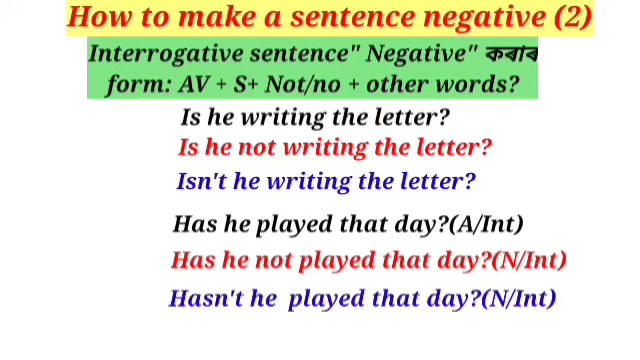 How to make a sentence negative (2)
Interrogative sentence" Negative" কৰাৰ
form: AV + S+ Not/no + other words?
Is he writing the letter?
Is he not writing the letter?
Isn't he writing the letter?
Has he played that day?(A/Int)
Has he not played that day?(N/Int)
Hasn't he played that day?(N/Int)